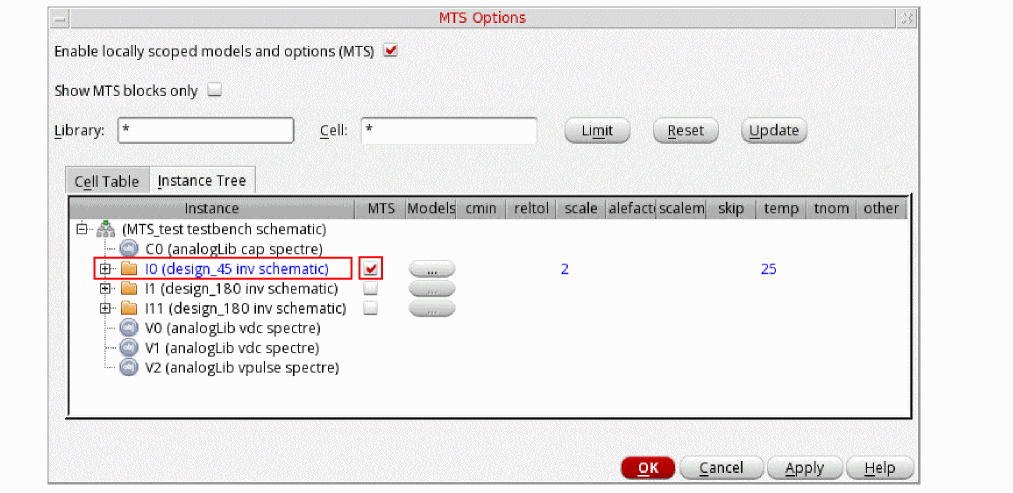 MTS Options
Enable locally scoped models and options (MTS)
Show MTS blocks only
Library: * Cell: * Limit Reset Update
Cell Table Instance Tree
Instance MTS Models cmin reltol scale alefact scalem skip temp tnom other
(MTS_test testbench schematic)
C0 (analogLib cap spectre)
I0 (design_45 inv schematic) ... 2 25
I1 (design_180 inv schematic) ...
I11 (design_180 inv schematic) ...
V0 (analogLib vdc spectre)
V1 (analogLib vdc spectre)
V2 (analogLib vpulse spectre)
OK Cancel Apply Help